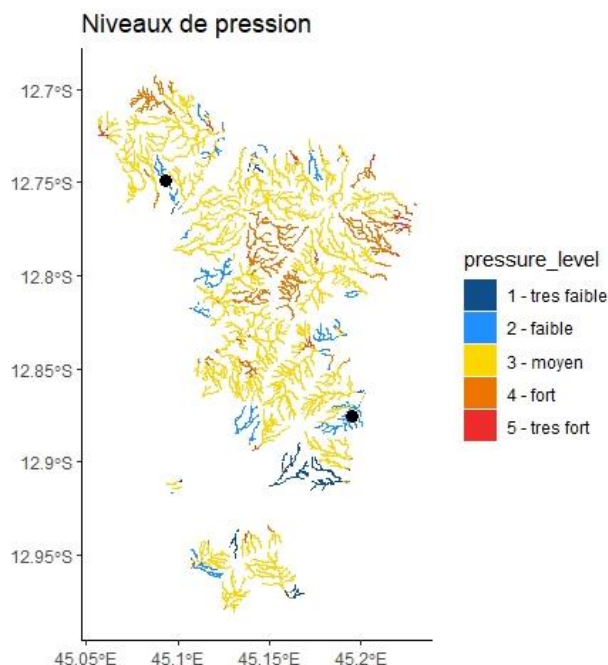 Niveaux de pression
12.7°S
12.75°S
12.8°S
12.85°S
12.9°S
12.95°S
45.05°E 45.1°E 45.15°E 45.2°E
pressure_level
1 - tres faible
2 - faible
3 - moyen
4 - fort
5 - tres fort